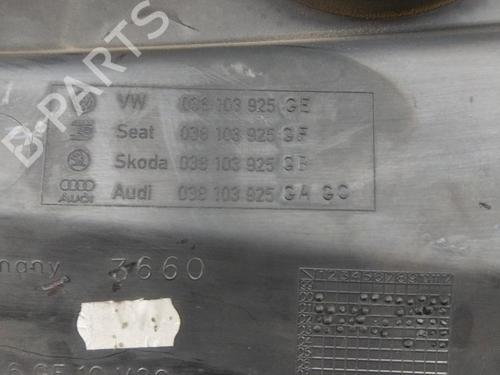 VW 038 103 925 GE
Seat 038 103 925 GF
Skoda 038 103 925 GB
Audi Audi 038 103 925 GA GC
many 3660
B-PARTS